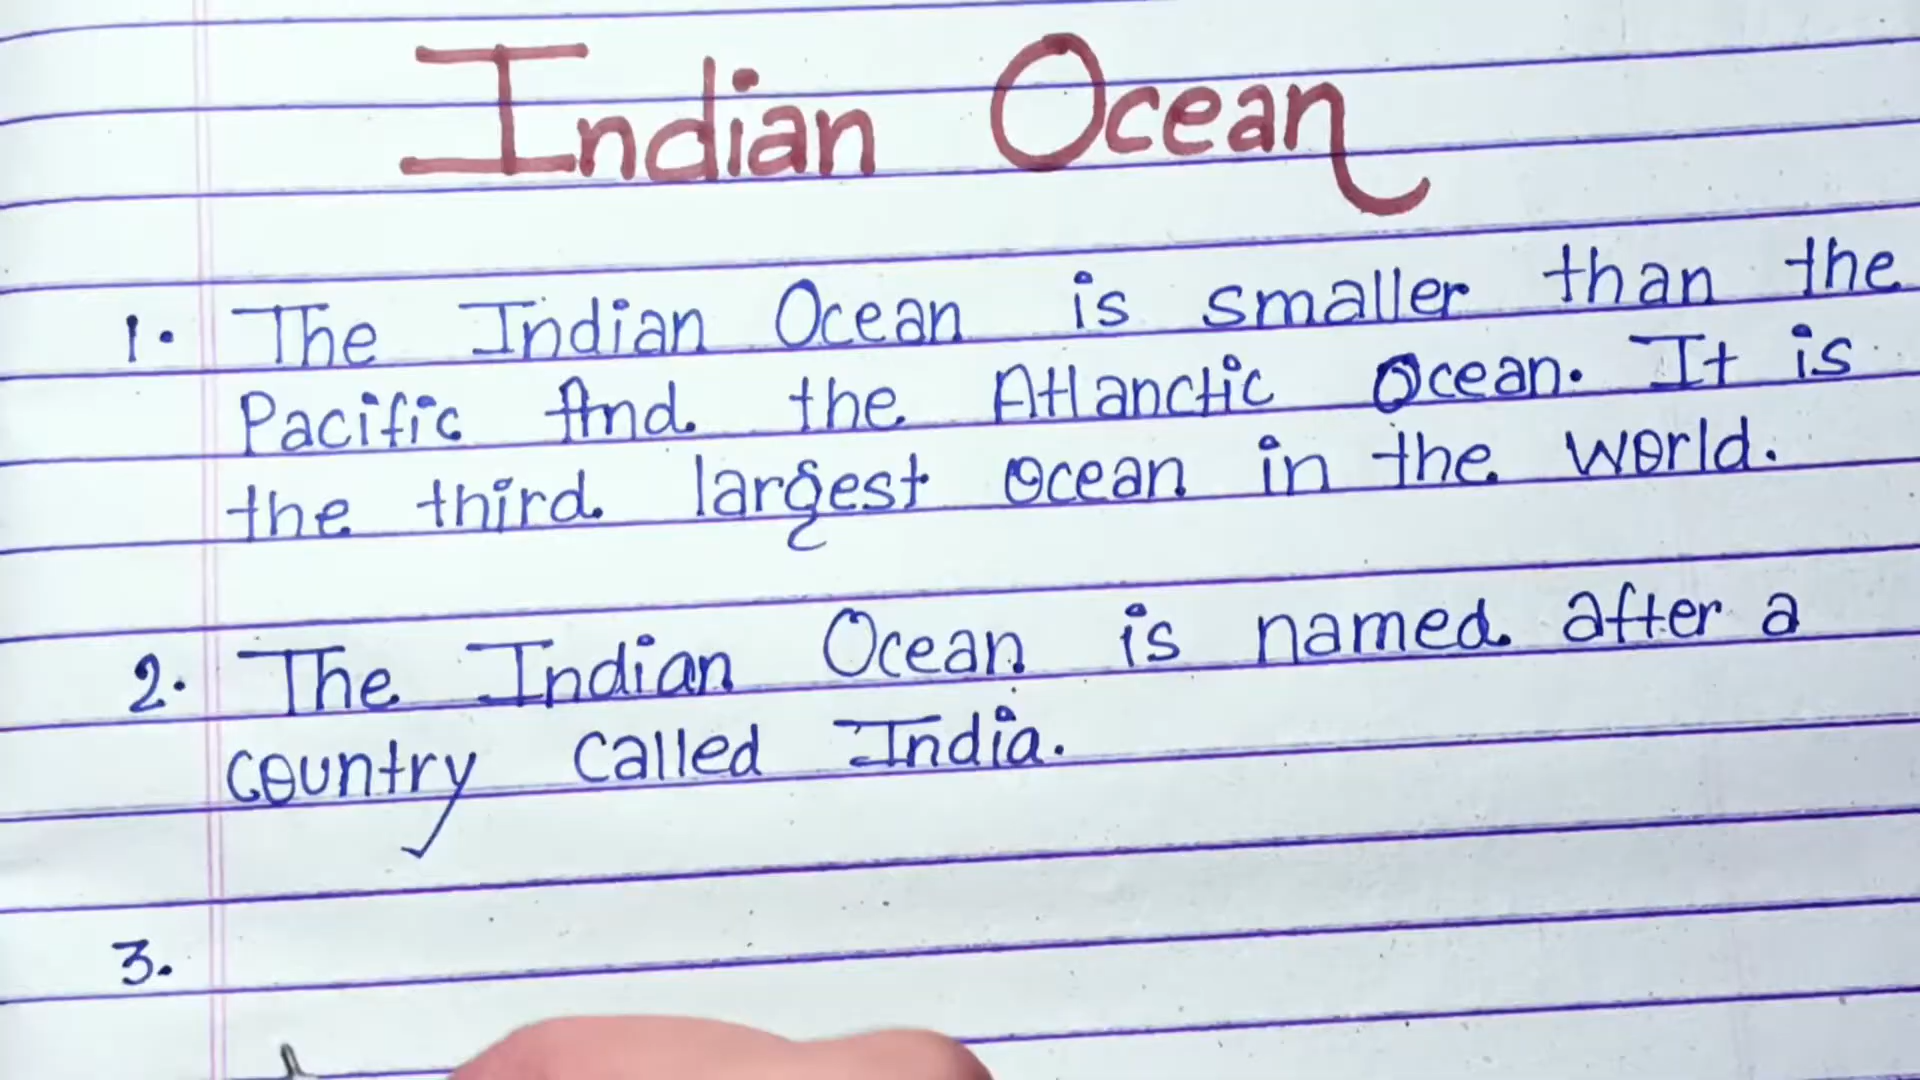 Indian Ocean
1. The Indian Ocean is smaller than the
Pacific And the Atlanctic Ocean. It is
the third largest ocean in the world.
2. The Indian Ocean is named after a
country called India.
3.